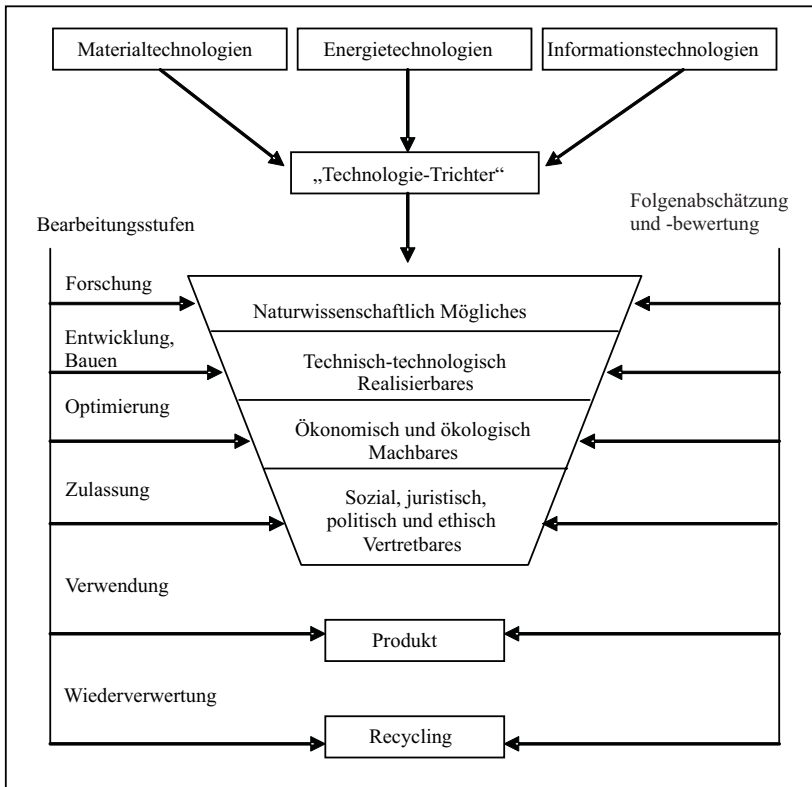 Materialtechnologien
Energietechnologien
Informationstechnologien
„Technologie-Trichter“
Folgenabschätzung
und -bewertung
Bearbeitungsstufen
Forschung
Naturwissenschaftlich Mögliches
Entwicklung,
Bauen
Technisch-technologisch
Realisierbares
Optimierung
Ökonomisch und ökologisch
Machbares
Zulassung
Sozial, juristisch,
politisch und ethisch
Vertretbares
Verwendung
Produkt
Wiederverwertung
Recycling